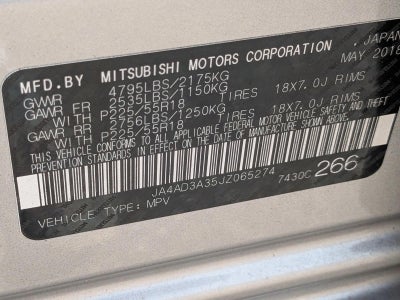 MFD.BY MITSUBISHI MOTORS CORPORATION JAPAN
MAY 2018
GVWR 4795LBS/2175KG
GAWR FR 2535LBS/1150KG
WITH P225/55R18 TIRES 18X7.0J RIMS
GAWR RR 2756LBS/1250KG
WITH P225/55R18 TIRES 18X7.0J RIMS
THIS VEHICLE CONFORMS TO ALL APPLICABLE
FEDERAL MOTOR VEHICLE SAFETY AND THEFT
PREVENTION STANDARDS IN EFFECT ON THE DATE
OF MANUFACTURE SHOWN ABOVE.
JA4AD3A35JZ065274
7430C 266
VEHICLE TYPE: MPV